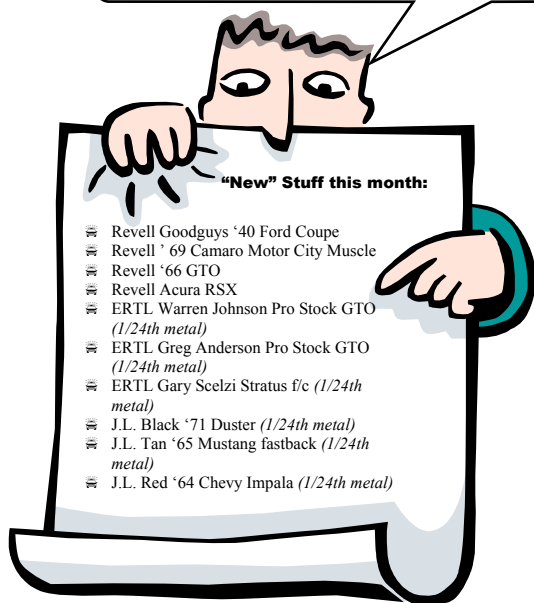 “New” Stuff this month:
Revell Goodguys ‘40 Ford Coupe
Revell ’ 69 Camaro Motor City Muscle
Revell ‘66 GTO
Revell Acura RSX
ERTL Warren Johnson Pro Stock GTO
(1/24th metal)
ERTL Greg Anderson Pro Stock GTO
(1/24th metal)
ERTL Gary Scelzi Stratus f/c (1/24th
metal)
J.L. Black ‘71 Duster (1/24th metal)
J.L. Tan ‘65 Mustang fastback (1/24th
metal)
J.L. Red ‘64 Chevy Impala (1/24th metal)